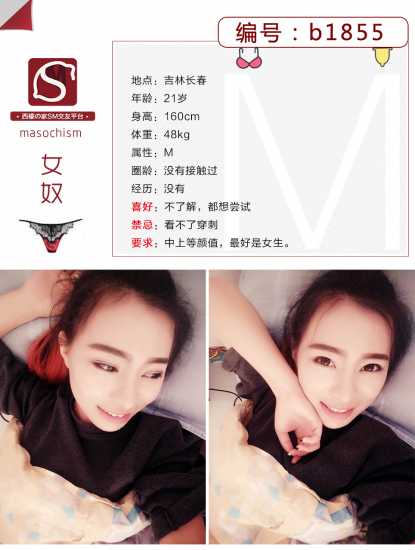 编号：b1855
S
·西檬の家SM交友平台·
masochism
女奴
地点：吉林长春
年龄：21岁
身高：160cm
体重：48kg
属性：M
圈龄：没有接触过
经历：没有
喜好：不了解，都想尝试
禁忌：看不了穿刺
要求：中上等颜值，最好是女生。
M